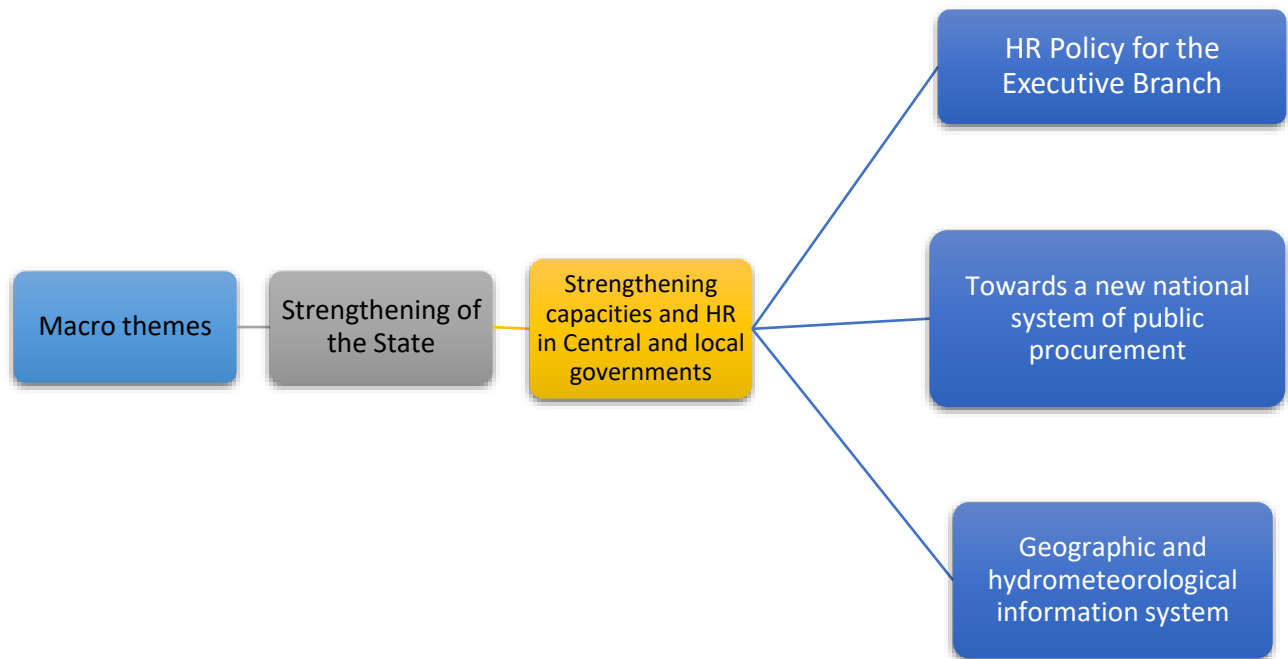 Macro themes
Strengthening of
the State
Strengthening
capacities and HR
in Central and local
governments
HR Policy for the
Executive Branch
Towards a new national
system of public
procurement
Geographic and
hydrometeorological
information system